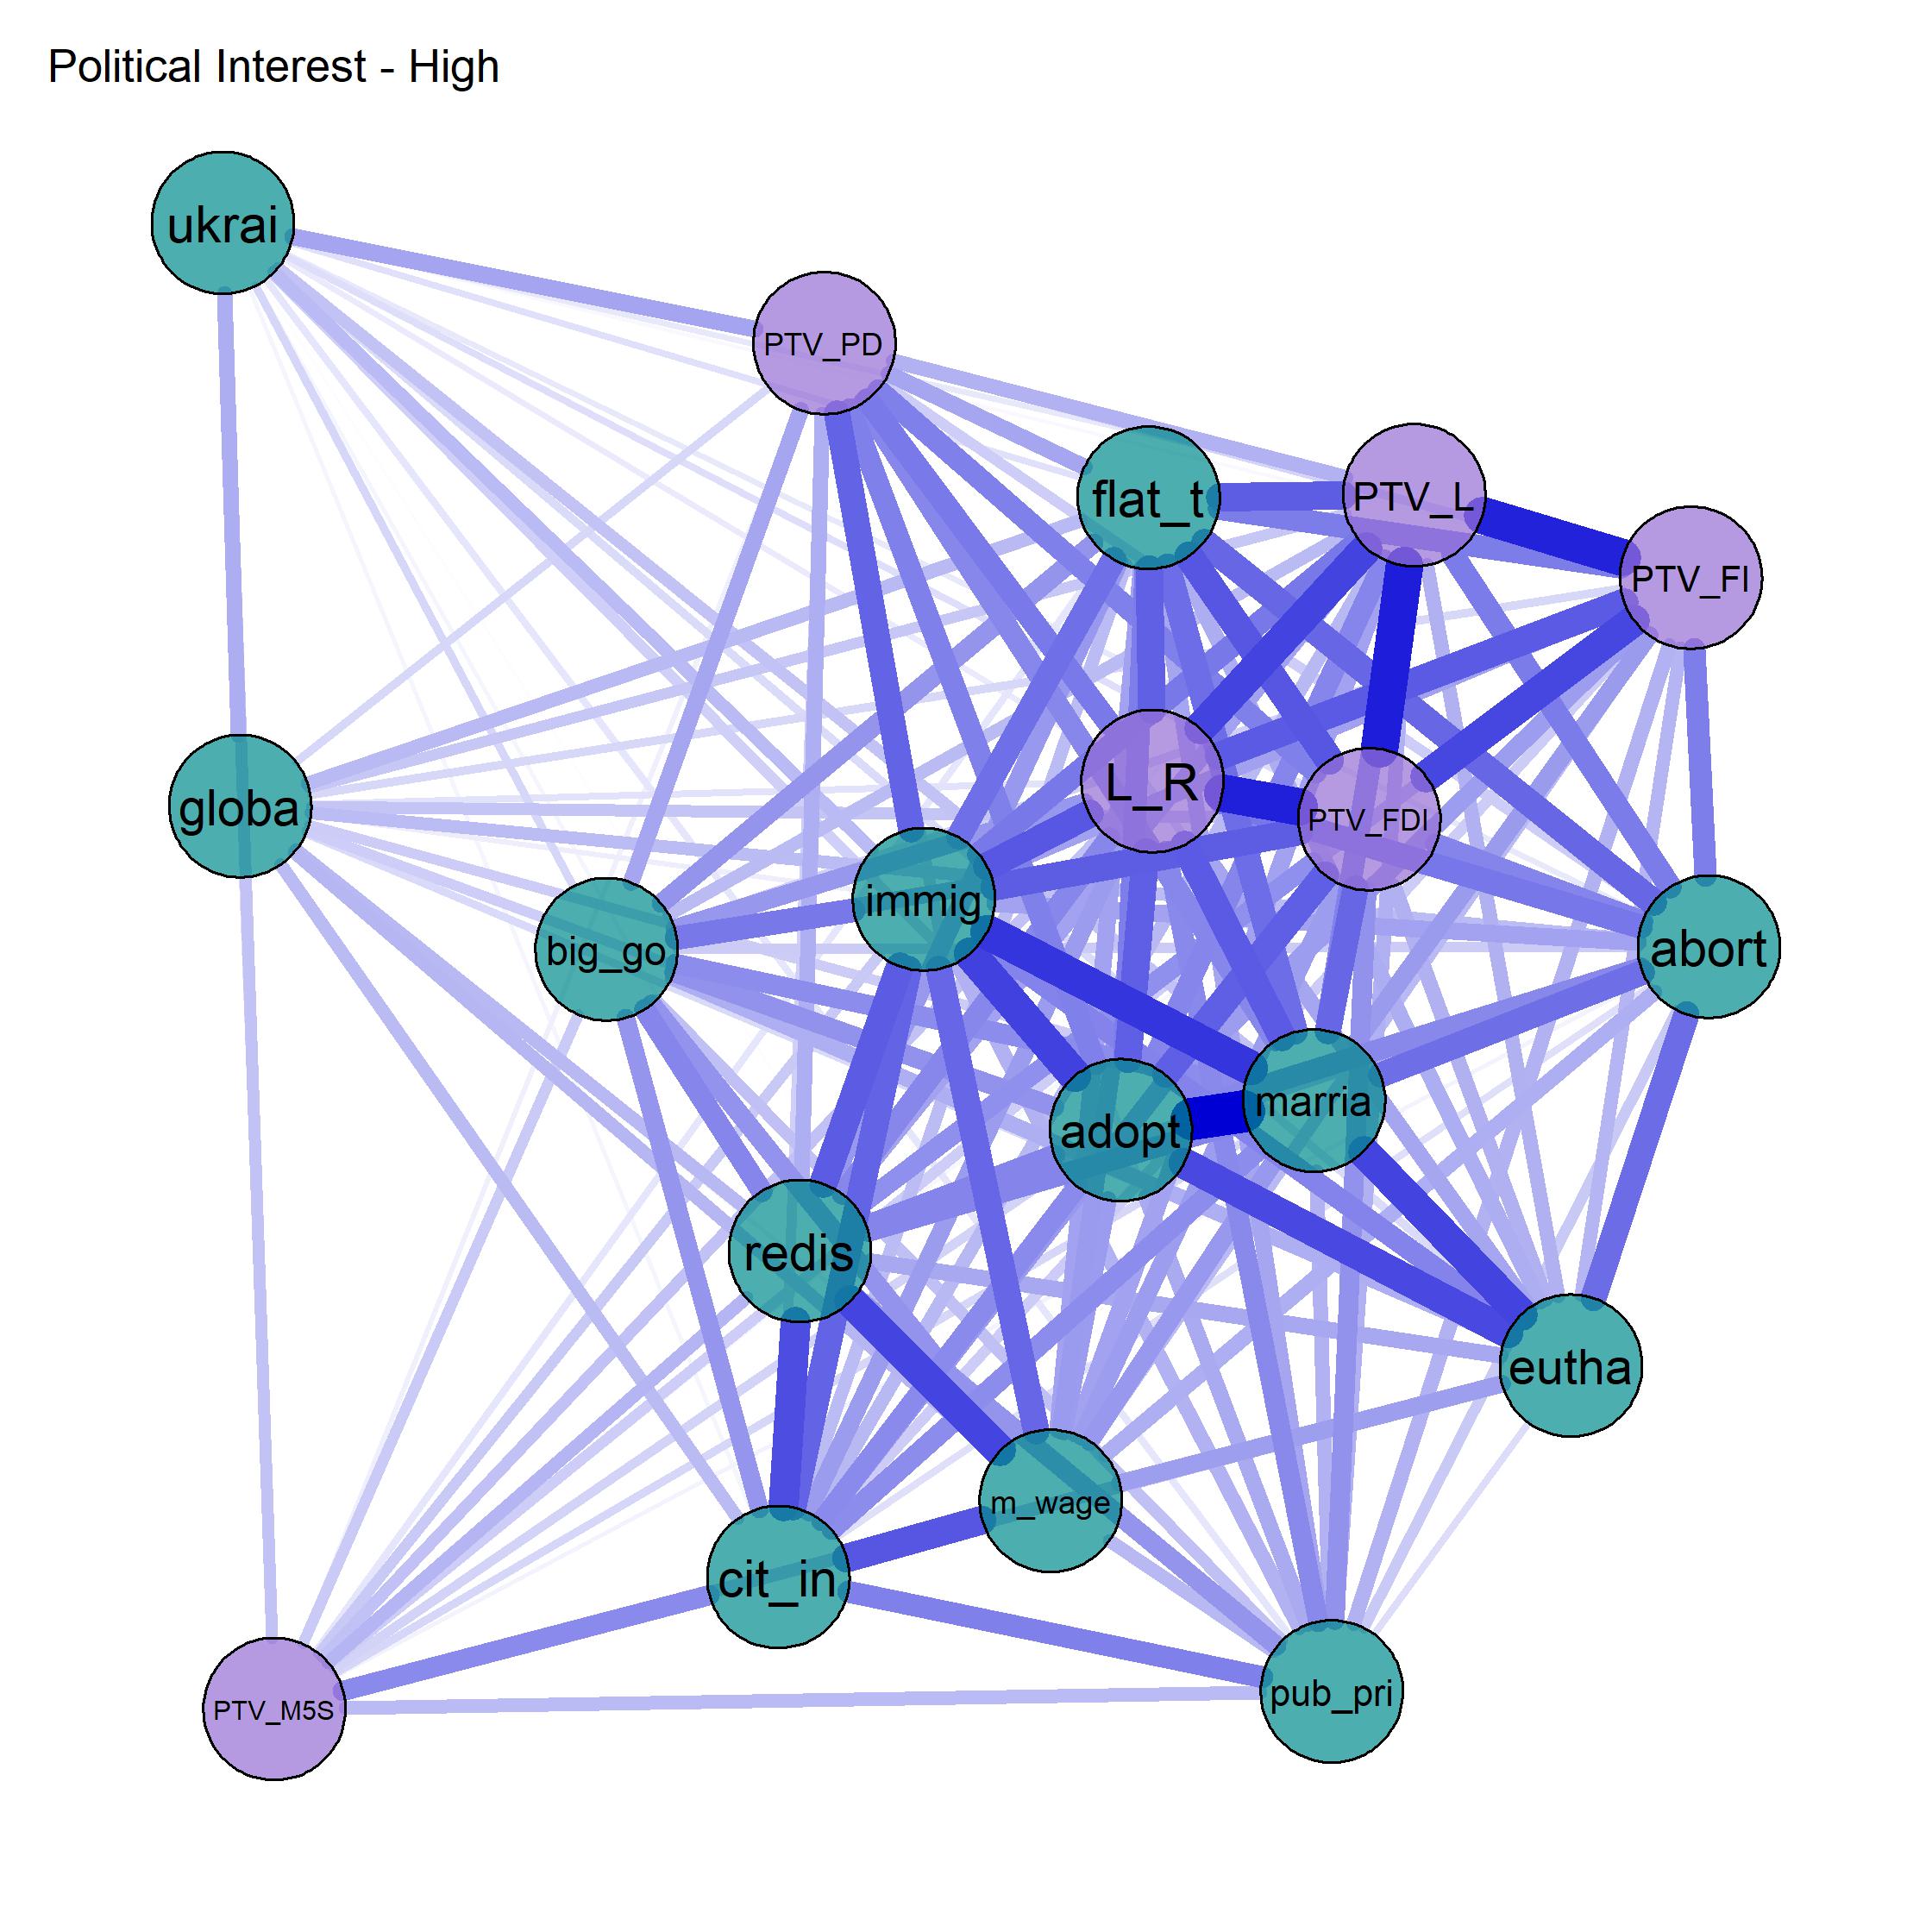 Political Interest - High
ukrai
PTV_PD
flat_t
PTV_L
PTV_FI
L_R
globa
PTV_FDI
immig
big_go
abort
marria
adopt
redis
eutha
m_wage
cit_in
pub_pri
PTV_M5S